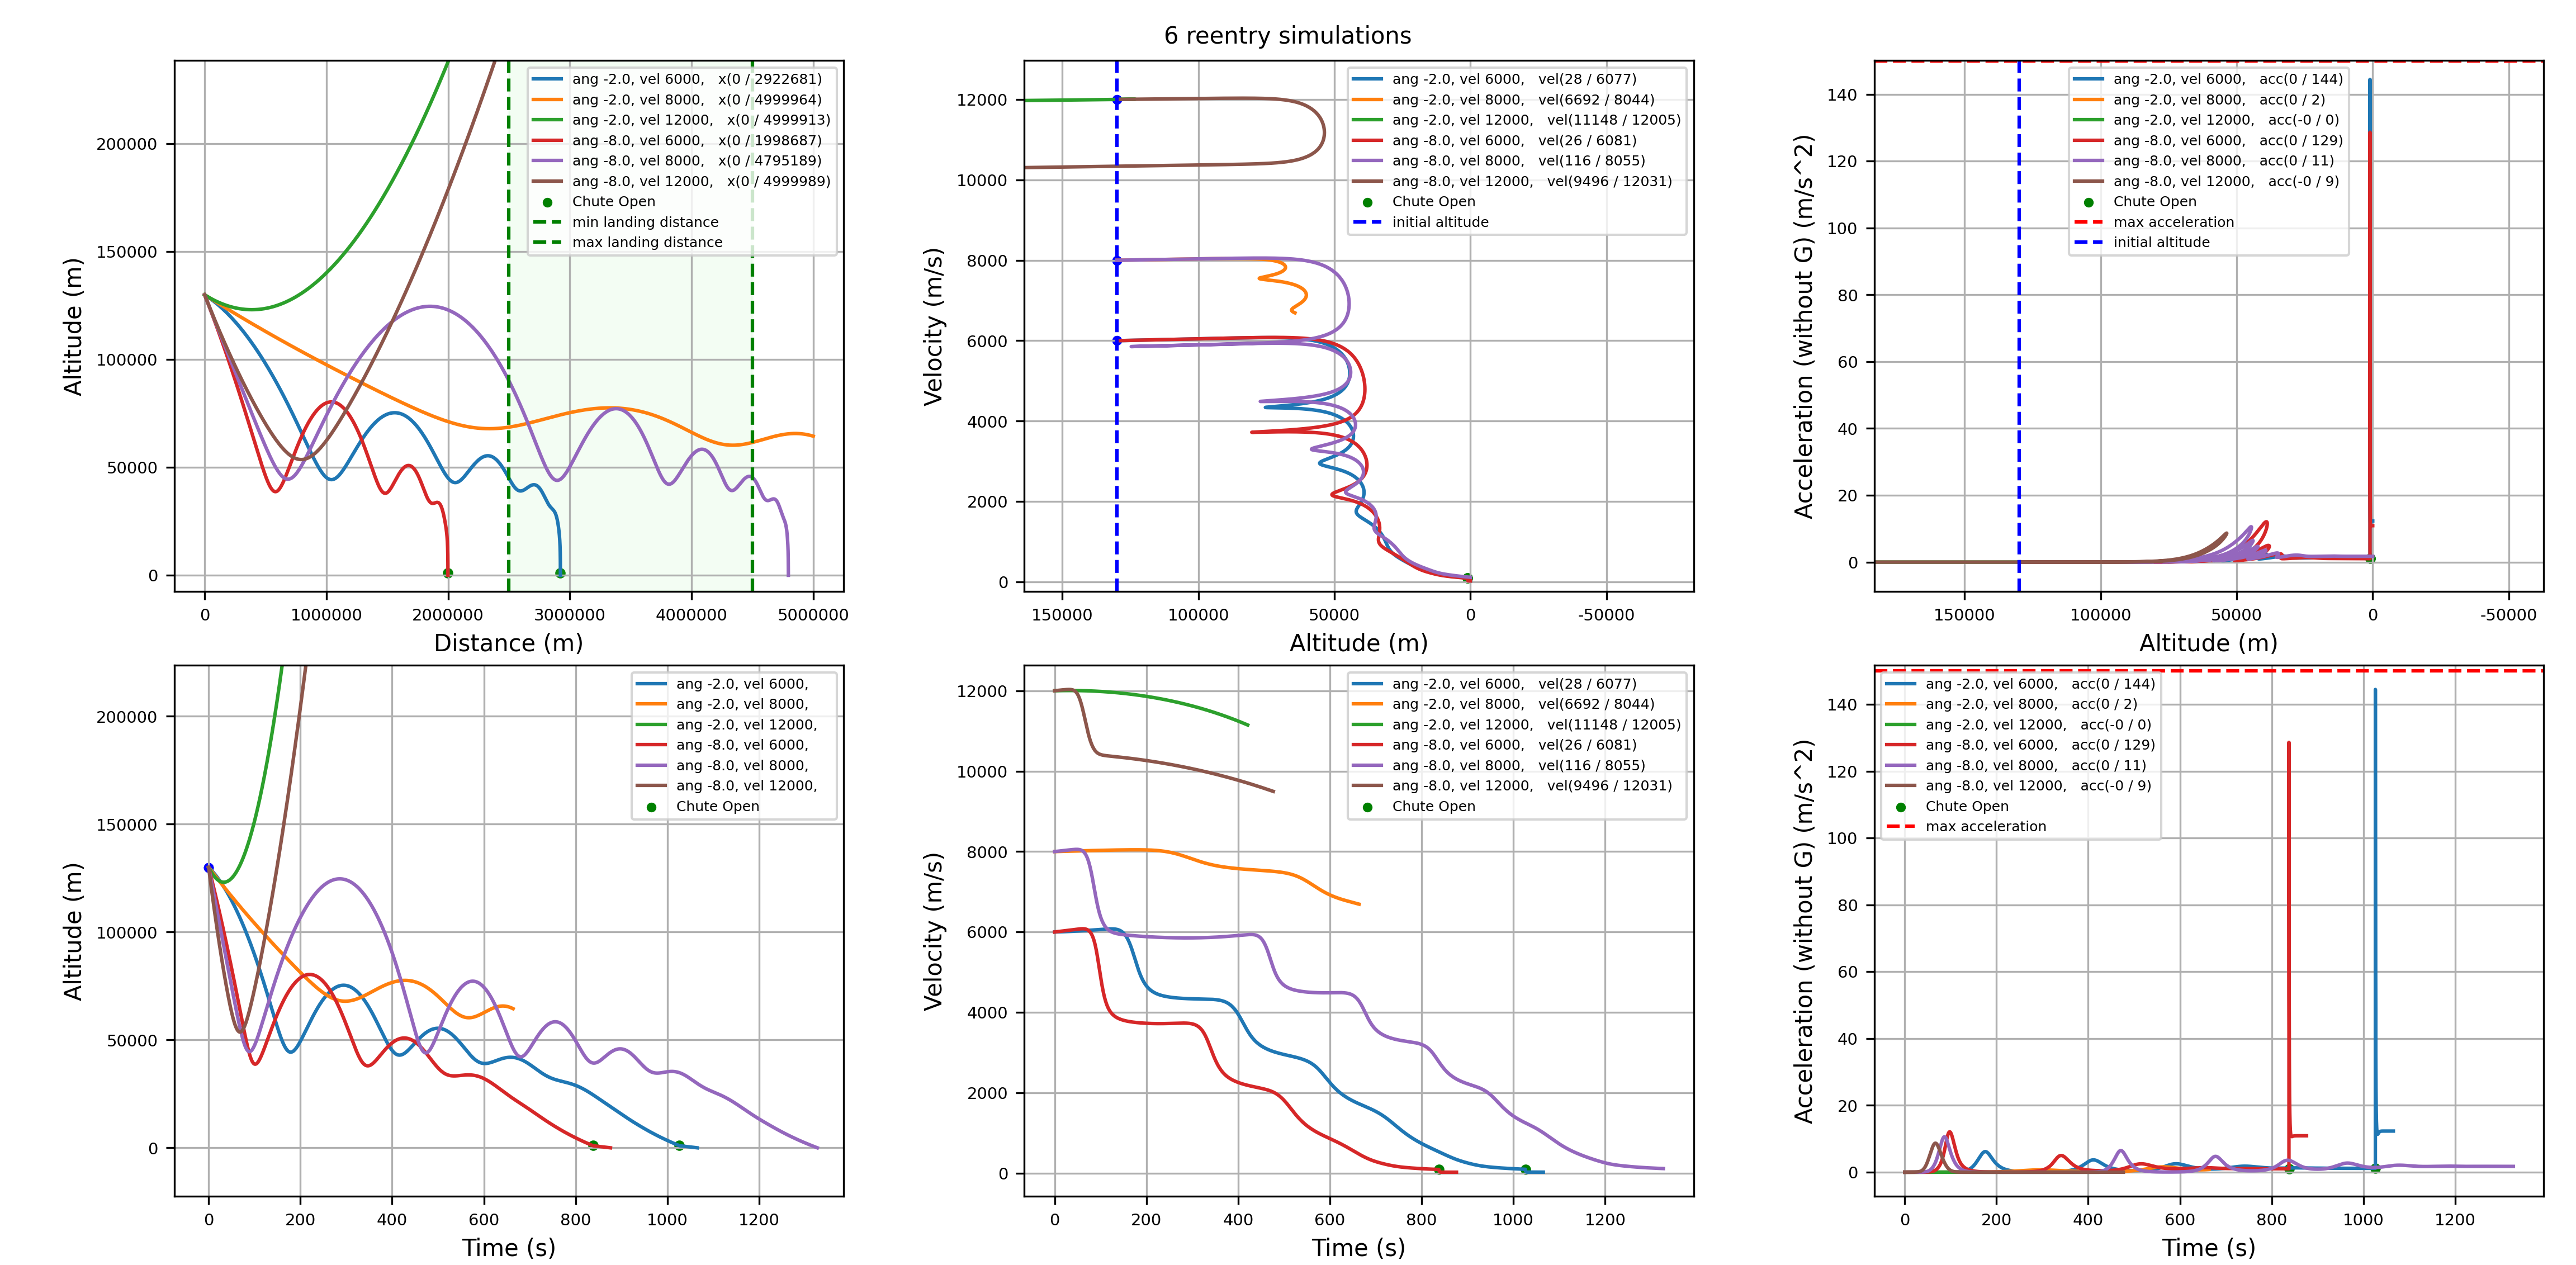 6 reentry simulations
Altitude (m)
200000
150000
100000
50000
0
ang -2.0, vel 6000, x(0 / 2922681)
ang -2.0, vel 8000, x(0 / 4999964)
ang -2.0, vel 12000, x(0 / 4999913)
ang -8.0, vel 6000, x(0 / 1998687)
ang -8.0, vel 8000, x(0 / 4795189)
ang -8.0, vel 12000, x(0 / 4999989)
Chute Open
min landing distance
max landing distance
0 1000000 2000000 3000000 4000000 5000000
Distance (m)
Velocity (m/s)
12000
10000
8000
6000
4000
2000
0
ang -2.0, vel 6000, vel(28 / 6077)
ang -2.0, vel 8000, vel(6692 / 8044)
ang -2.0, vel 12000, vel(11148 / 12005)
ang -8.0, vel 6000, vel(26 / 6081)
ang -8.0, vel 8000, vel(116 / 8055)
ang -8.0, vel 12000, vel(9496 / 12031)
Chute Open
initial altitude
150000 100000 50000 0 -50000
Altitude (m)
Acceleration (without G) (m/s^2)
140
120
100
80
60
40
20
0
ang -2.0, vel 6000, acc(0 / 144)
ang -2.0, vel 8000, acc(0 / 2)
ang -2.0, vel 12000, acc(-0 / 0)
ang -8.0, vel 6000, acc(0 / 129)
ang -8.0, vel 8000, acc(0 / 11)
ang -8.0, vel 12000, acc(-0 / 9)
Chute Open
max acceleration
initial altitude
150000 100000 50000 0 -50000
Altitude (m)
Altitude (m)
200000
150000
100000
50000
0
ang -2.0, vel 6000,
ang -2.0, vel 8000,
ang -2.0, vel 12000,
ang -8.0, vel 6000,
ang -8.0, vel 8000,
ang -8.0, vel 12000,
Chute Open
0 200 400 600 800 1000 1200
Time (s)
Velocity (m/s)
12000
10000
8000
6000
4000
2000
0
ang -2.0, vel 6000, vel(28 / 6077)
ang -2.0, vel 8000, vel(6692 / 8044)
ang -2.0, vel 12000, vel(11148 / 12005)
ang -8.0, vel 6000, vel(26 / 6081)
ang -8.0, vel 8000, vel(116 / 8055)
ang -8.0, vel 12000, vel(9496 / 12031)
Chute Open
0 200 400 600 800 1000 1200
Time (s)
Acceleration (without G) (m/s^2)
140
120
100
80
60
40
20
0
ang -2.0, vel 6000, acc(0 / 144)
ang -2.0, vel 8000, acc(0 / 2)
ang -2.0, vel 12000, acc(-0 / 0)
ang -8.0, vel 6000, acc(0 / 129)
ang -8.0, vel 8000, acc(0 / 11)
ang -8.0, vel 12000, acc(-0 / 9)
Chute Open
max acceleration
0 200 400 600 800 1000 1200
Time (s)